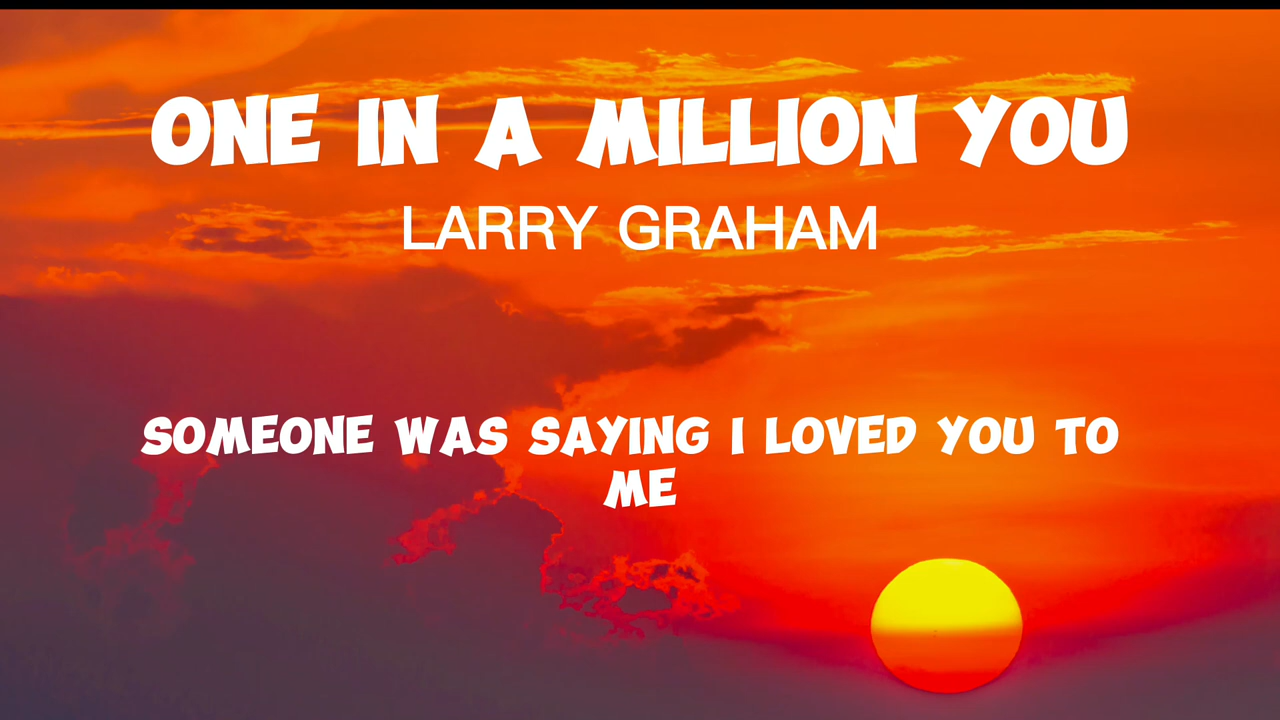 ONE IN A MILLION YOU
LARRY GRAHAM
SOMEONE WAS SAYING I LOVED YOU TO
ME